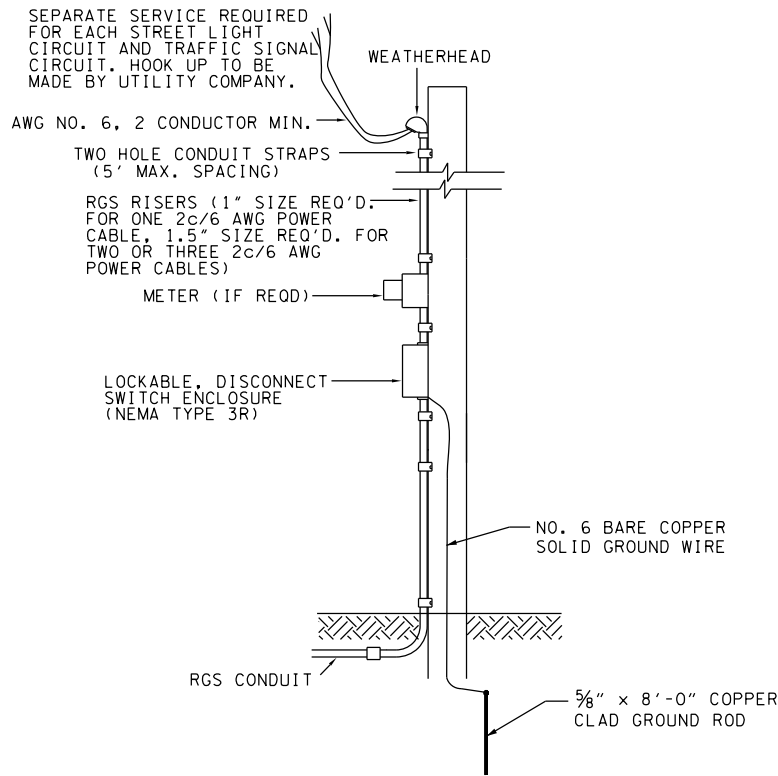 SEPARATE SERVICE REQUIRED
FOR EACH STREET LIGHT
CIRCUIT AND TRAFFIC SIGNAL
CIRCUIT. HOOK UP TO BE
MADE BY UTILITY COMPANY.
WEATHERHEAD
AWG NO. 6, 2 CONDUCTOR MIN.
TWO HOLE CONDUIT STRAPS
(5' MAX. SPACING)
RGS RISERS (1" SIZE REQ'D.
FOR ONE 2c/6 AWG POWER
CABLE, 1.5" SIZE REQ'D. FOR
TWO OR THREE 2c/6 AWG
POWER CABLES)
METER (IF REQD)
LOCKABLE, DISCONNECT
SWITCH ENCLOSURE
(NEMA TYPE 3R)
NO. 6 BARE COPPER
SOLID GROUND WIRE
RGS CONDUIT
⅝" x 8'-0" COPPER
CLAD GROUND ROD